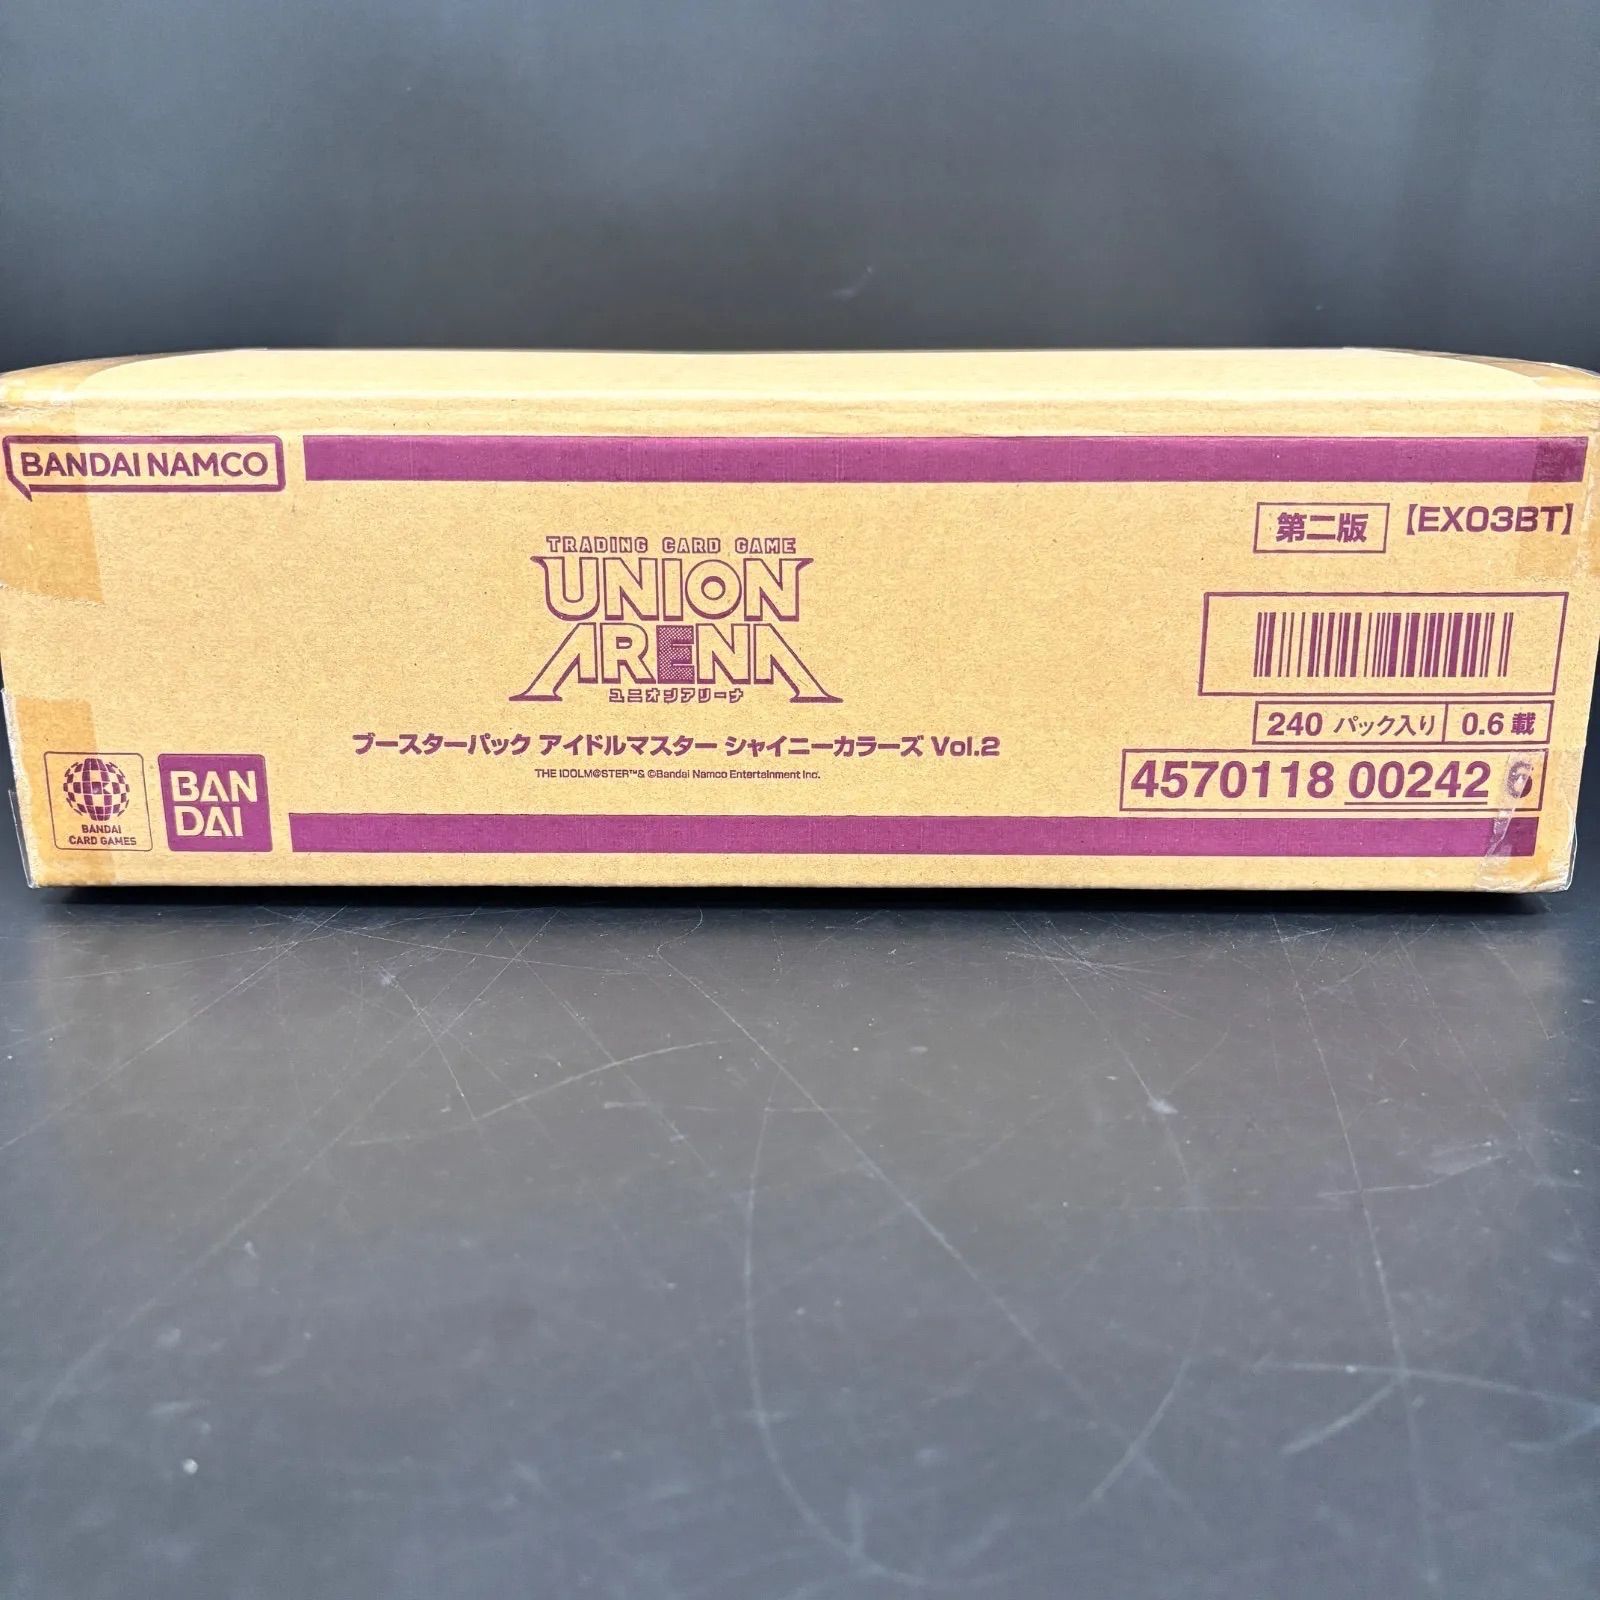 BANDAI NAMCO
第二版 【EX03BT】
TRADING CARD GAME
UNION
ARENA
ユニオンアリーナ
240 パック入り 0.6 載
ブースターパック アイドルマスター シャイニーカラーズ Vol.2
THE IDOLM@STER™& ©Bandai Namco Entertainment Inc.
4570118 00242 6
BANDAI
CARD GAMES
BAN
DAI